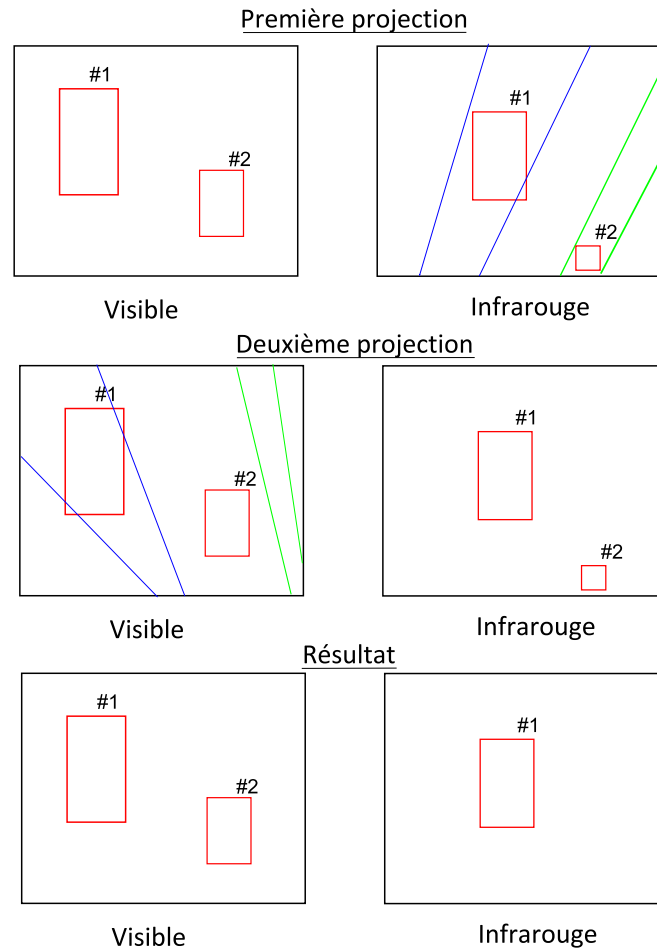 Première projection
#1
#2
#1
#2
Visible
Infrarouge
Deuxième projection
#1
#2
#1
#2
Visible
Infrarouge
Résultat
#1
#2
#1
Visible
Infrarouge